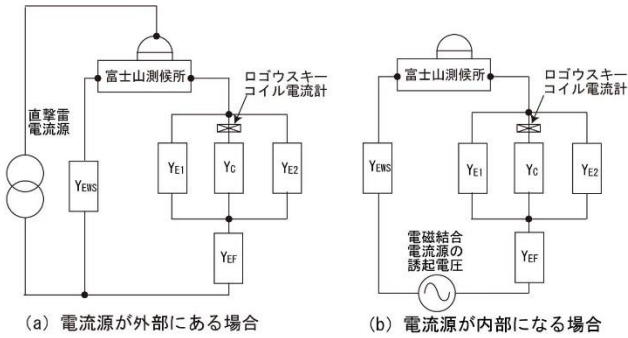 富士山測候所
ロゴウスキー
コイル電流計
直撃雷
電流源
YEWS
YE1
YC
YE2
YEF
(a) 電流源が外部にある場合
富士山測候所
ロゴウスキー
コイル電流計
YEWS
YE1
YC
YE2
電磁結合
電流源の
誘起電圧
YEF
(b) 電流源が内部になる場合